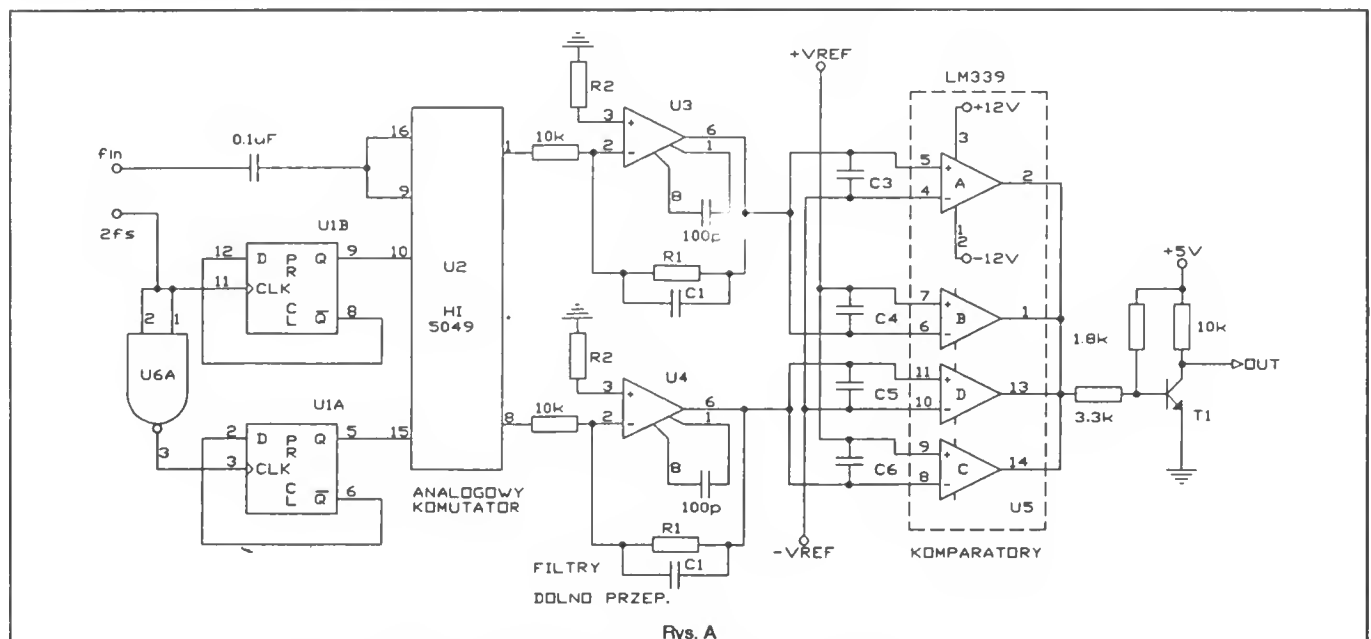 fin
0.1uF
16
9
2fs
U1B
12
D
P
R
Q
9
10
11
CLK
C
L
Q
8
2
1
U6A
3
U1A
2
D
P
R
Q
5
15
3
CLK
C
L
Q
6
U2
HI
5049
ANALOGOWY
KOMUTATOR
1
10k
R2
3
+
2
-
U3
6
1
8
100p
R1
C1
8
10k
R2
3
+
2
-
U4
6
1
8
100p
R1
C1
FILTRY
DOLNO PRZEP.
+VREF
-VREF
C3
C4
C5
C6
LM339
+12V
3
5
+
4
-
A
2
1
2
-12V
7
+
6
-
B
1
11
+
10
-
D
13
9
+
8
-
C
14
U5
KOMPARATORY
+5V
1.8k
10k
3.3k
OUT
T1
Rys. A